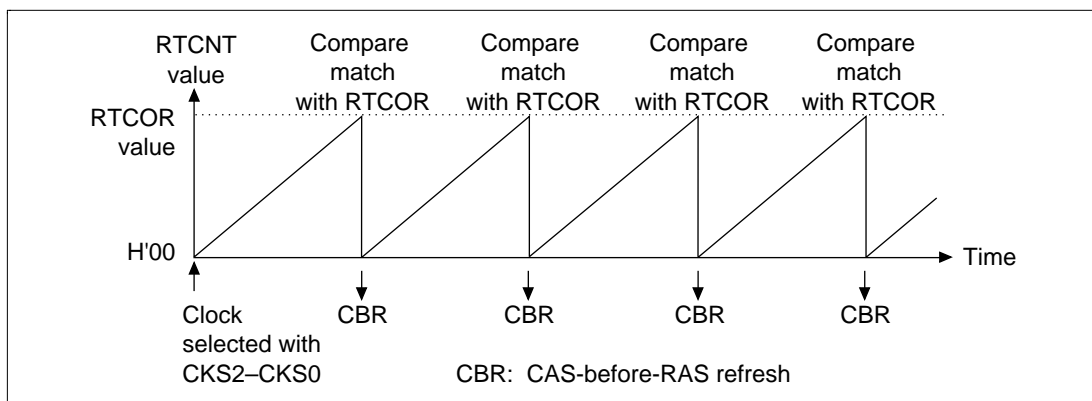 RTCNT
value
Compare
match
with RTCOR
Compare
match
with RTCOR
Compare
match
with RTCOR
Compare
match
with RTCOR
RTCOR
value
H'00
Time
Clock
selected with
CKS2–CKS0
CBR
CBR
CBR
CBR
CBR: CAS-before-RAS refresh